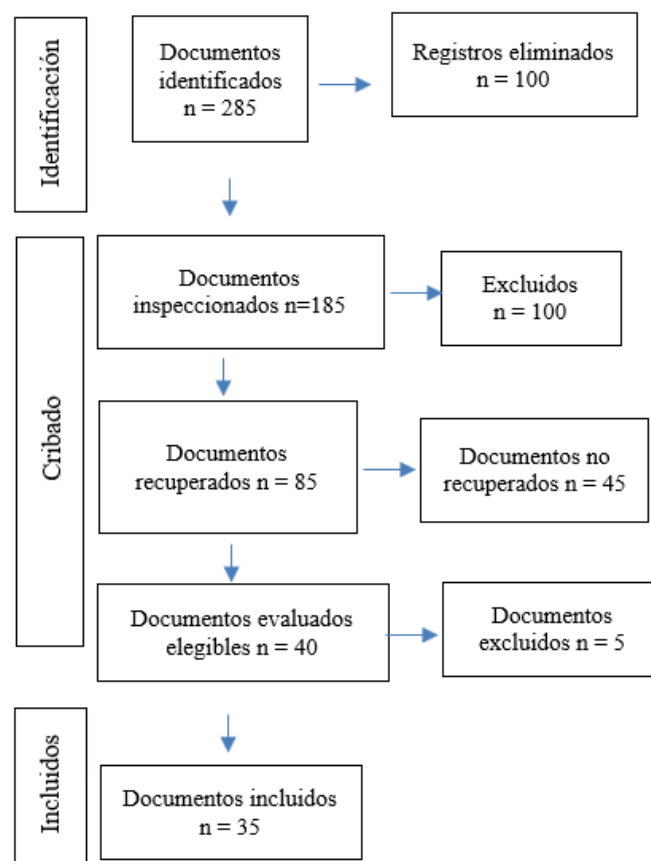 Identificación
Documentos
identificados
n = 285
Registros eliminados
n = 100
Cribado
Documentos
inspeccionados n=185
Excluidos
n = 100
Documentos
recuperados n = 85
Documentos no
recuperados n = 45
Documentos evaluados
elegibles n = 40
Documentos
excluidos n = 5
Incluidos
Documentos incluidos
n = 35